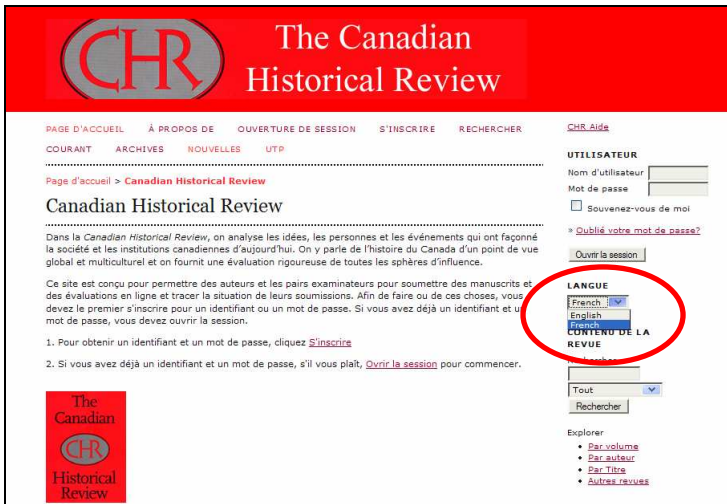 CHR
The Canadian
Historical Review
PAGE D'ACCUEIL À PROPOS DE OUVERTURE DE SESSION S'INSCRIRE RECHERCHER
COURANT ARCHIVES NOUVELLES UTP
Page d'accueil > Canadian Historical Review
Canadian Historical Review
Dans la Canadian Historical Review, on analyse les idées, les personnes et les événements qui ont façonné
la société et les institutions canadiennes d'aujourd'hui. On y parle de l'histoire du Canada d'un point de vue
global et multiculturel et on fournit une évaluation rigoureuse de toutes les sphères d'influence.
Ce site est conçu pour permettre des auteurs et les pairs examinateurs pour soumettre des manuscrits et
des évaluations en ligne et tracer la situation de leurs soumissions. Afin de faire ou de ces choses, vous
devez le premier s'inscrire pour un identifiant ou un mot de passe. Si vous avez déjà un identifiant et un
mot de passe, vous devez ouvrir la session.
1. Pour obtenir un identifiant et un mot de passe, cliquez S'inscrire
2. Si vous avez déjà un identifiant et un mot de passe, s'il vous plaît, Ovrir la session pour commencer.
The
Canadian
CHR
Historical
Review
CHR Aide
UTILISATEUR
Nom d'utilisateur
Mot de passe
Souvenez-vous de moi
» Oublié votre mot de passe?
Ouvrir la session
LANGUE
French
English
French
CONTENU DE LA
REVUE
Tout
Rechercher
Explorer
Par volume
Par auteur
Par Titre
Autres revues